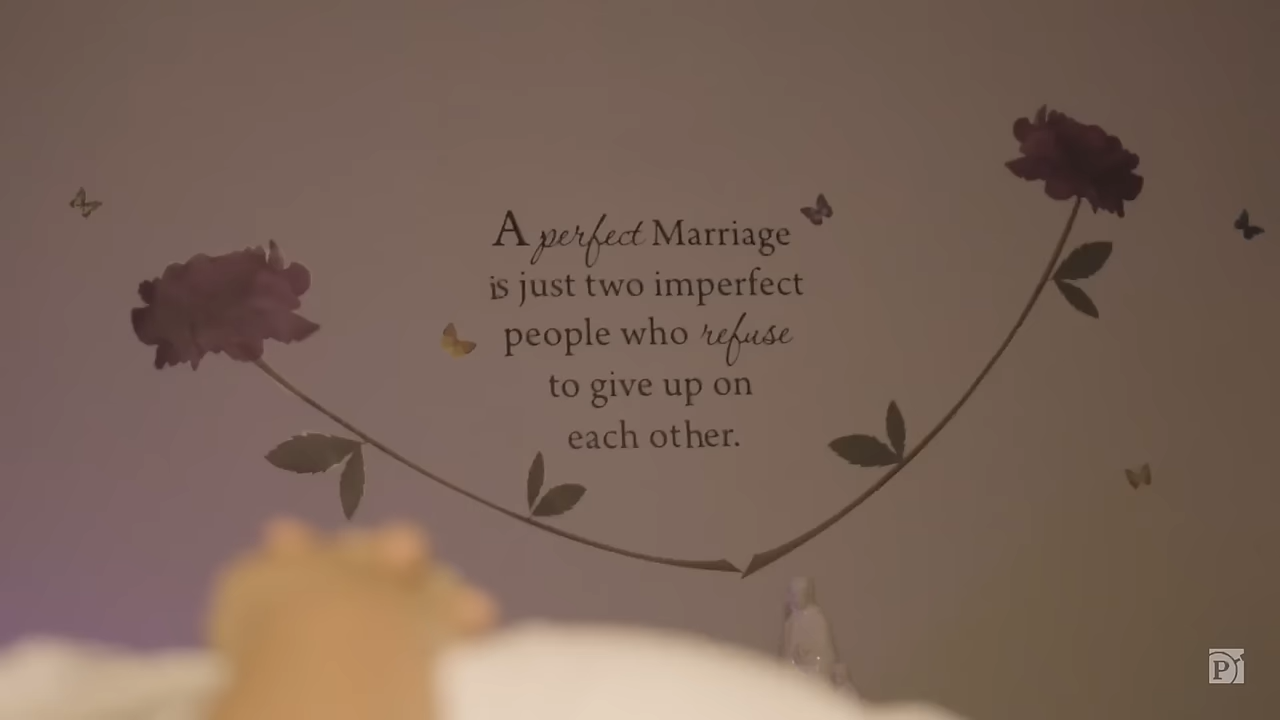 A perfect Marriage
is just two imperfect
people who refuse
to give up on
each other.
P